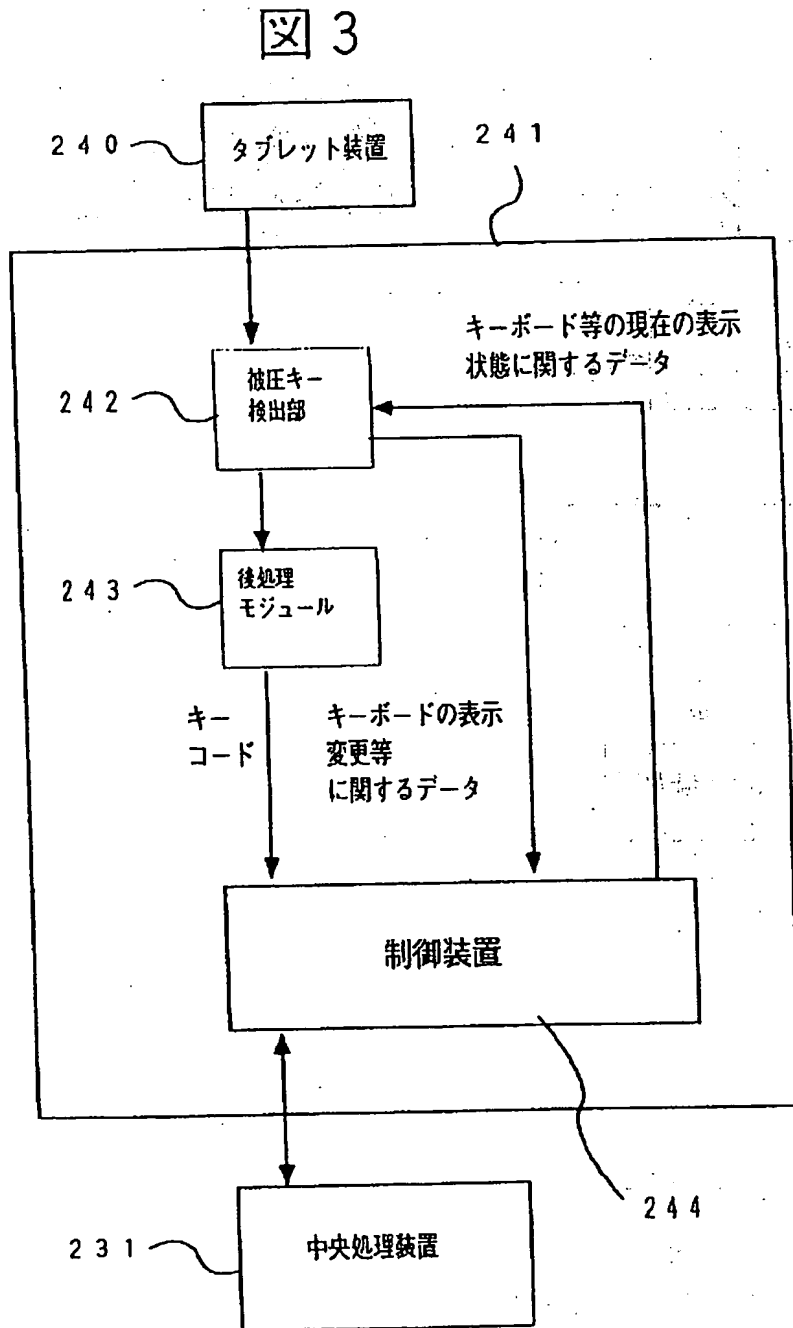 図 3
240
タブレット装置
241
キーボード等の現在の表示
状態に関するデータ
242
被圧キー
検出部
243
後処理
モジュール
キー
コード
キーボードの表示
変更等
に関するデータ
制御装置
244
231
中央処理装置